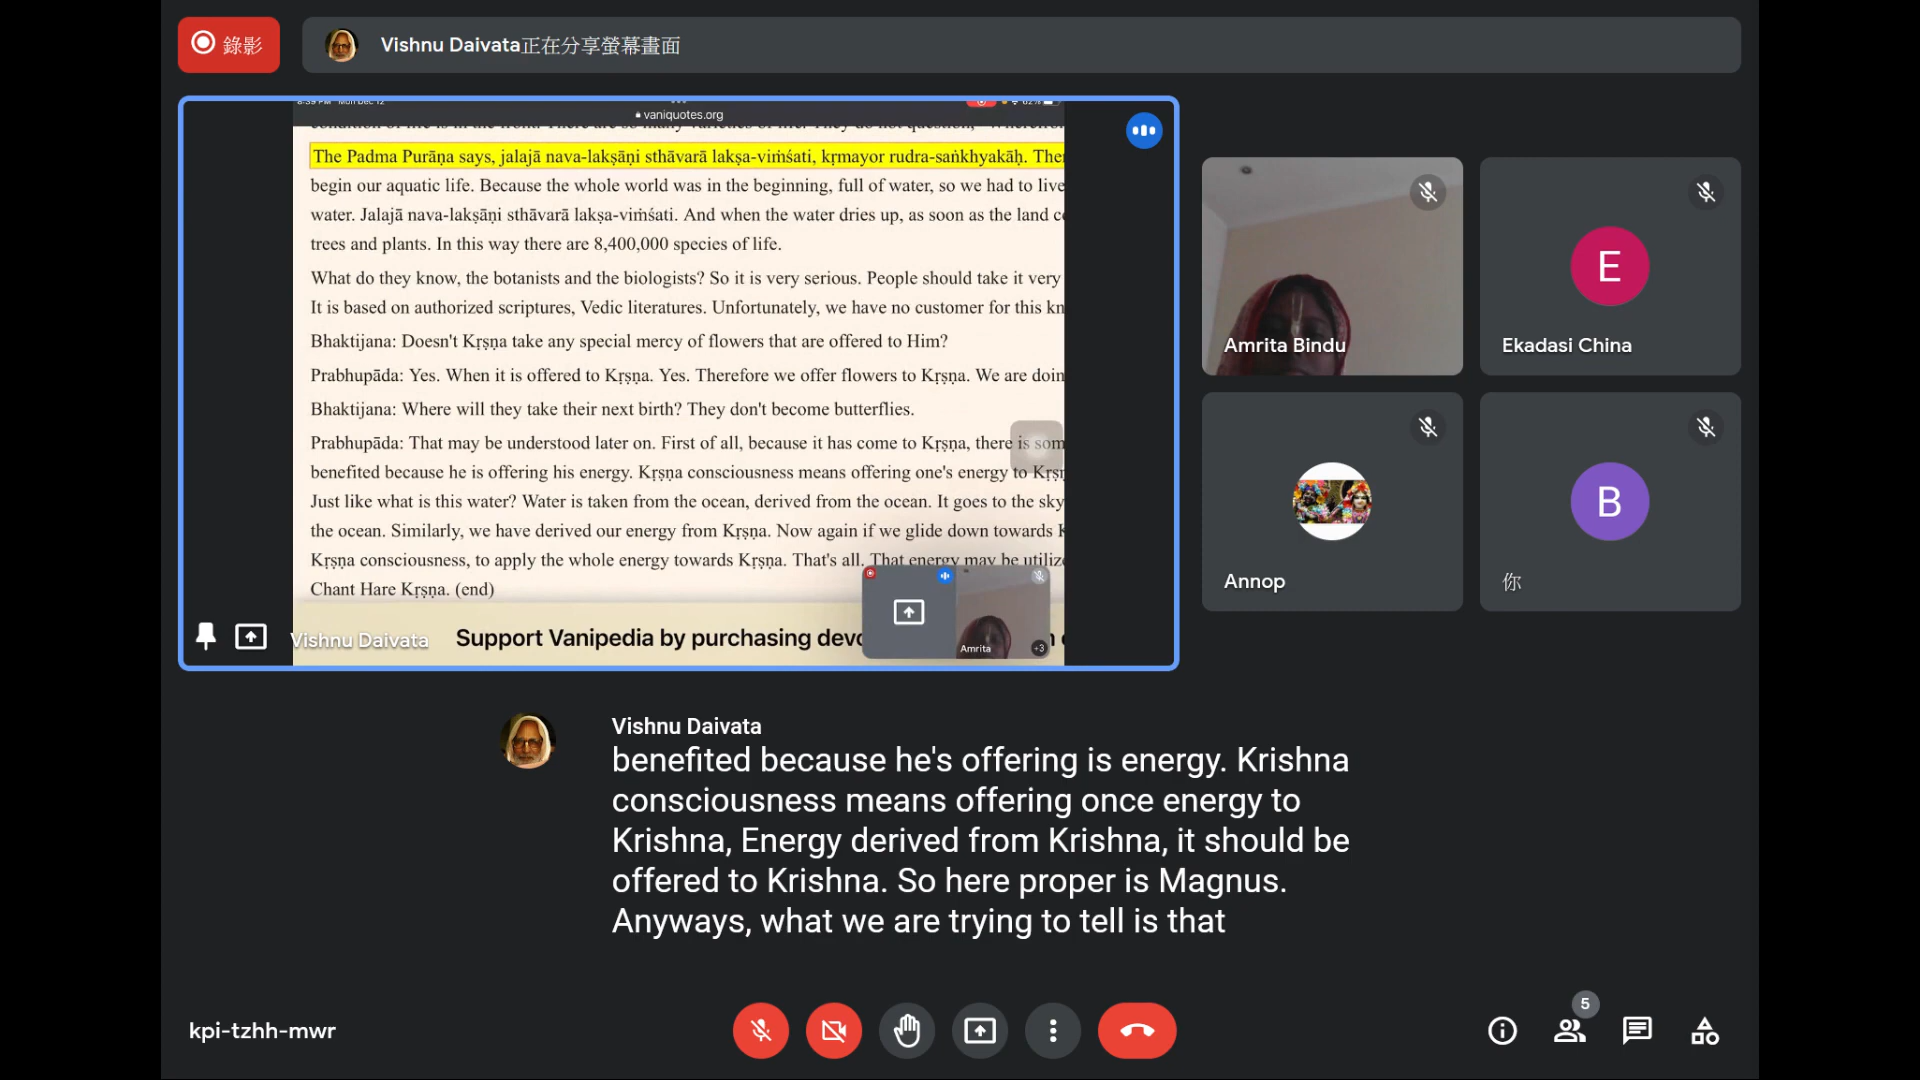 錄影
Vishnu Daivata正在分享螢幕畫面
vaniquotes.org
The Padma Purāṇa says, jalajā nava-lakṣāṇi sthāvarā lakṣa-viṁśati, kṛmayor rudra-saṅkhyakāḥ.
begin our aquatic life. Because the whole world was in the beginning, full of water, so we had to live
water. Jalajā nava-lakṣāṇi sthāvarā lakṣa-viṁśati. And when the water dries up, as soon as the land
trees and plants. In this way there are 8,400,000 species of life.
What do they know, the botanists and the biologists? So it is very serious. People should take it very
It is based on authorized scriptures, Vedic literatures. Unfortunately, we have no customer for this
Bhaktijana: Doesn't Kṛṣṇa take any special mercy of flowers that are offered to Him?
Prabhupāda: Yes. When it is offered to Kṛṣṇa. Yes. Therefore we offer flowers to Kṛṣṇa. We are
Bhaktijana: Where will they take their next birth? They don't become butterflies.
Prabhupāda: That may be understood later on. First of all, because it has come to Kṛṣṇa, there is
benefited because he is offering his energy. Kṛṣṇa consciousness means offering one's energy to
Just like what is this water? Water is taken from the ocean, derived from the ocean. It goes to the sky
the ocean. Similarly, we have derived our energy from Kṛṣṇa. Now again if we glide down towards
Kṛṣṇa consciousness, to apply the whole energy towards Kṛṣṇa. That's all. That energy may be
Chant Hare Kṛṣṇa. (end)
Vishnu Daivata
Support Vanipedia by purchasing
Amrita
+3
Amrita Bindu
E
Ekadasi China
Annop
B
你
Vishnu Daivata
benefited because he's offering is energy. Krishna
consciousness means offering once energy to
Krishna, Energy derived from Krishna, it should be
offered to Krishna. So here proper is Magnus.
Anyways, what we are trying to tell is that
kpi-tzhh-mwr
5